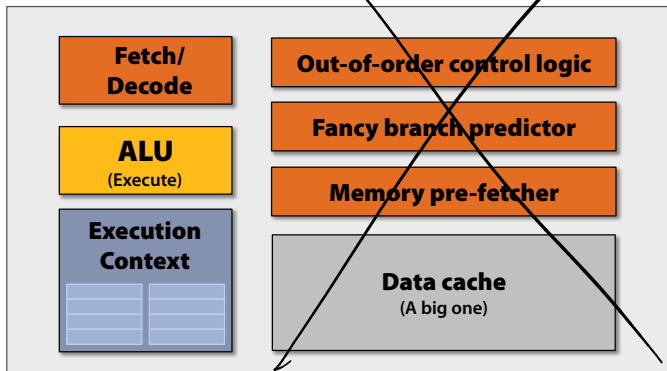 Fetch/
Decode
ALU
(Execute)
Execution
Context
Out-of-order control logic
Fancy branch predictor
Memory pre-fetcher
Data cache
(A big one)